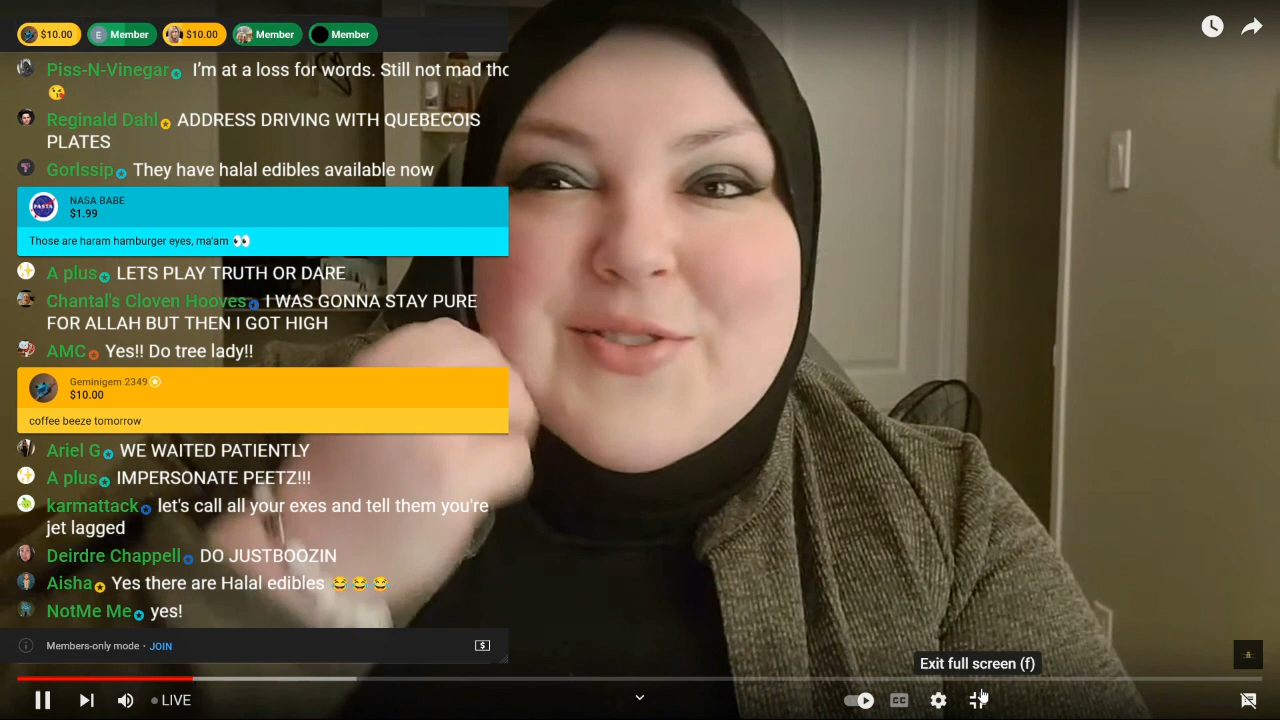 $10.00 E Member $10.00 Member Member
Piss-N-Vinegar I'm at a loss for words. Still not mad tho
😘
Reginald Dahl ADDRESS DRIVING WITH QUEBECOIS
PLATES
Gorlssip They have halal edibles available now
PASTA
NASA BABE
$1.99
Those are haram hamburger eyes, ma'am 👀
A plus LETS PLAY TRUTH OR DARE
Chantal's Cloven Hooves I WAS GONNA STAY PURE
FOR ALLAH BUT THEN I GOT HIGH
AMC Yes!! Do tree lady!!
Geminigem 2349
$10.00
coffee beeze tomorrow
Ariel G WE WAITED PATIENTLY
A plus IMPERSONATE PEETZ!!!
karmattack let's call all your exes and tell them you're
jet lagged
Deirdre Chappell DO JUSTBOOZIN
Aisha Yes there are Halal edibles 😂😂😂
NotMe Me yes!
Members-only mode · JOIN
$
Exit full screen (f)
LIVE
CC